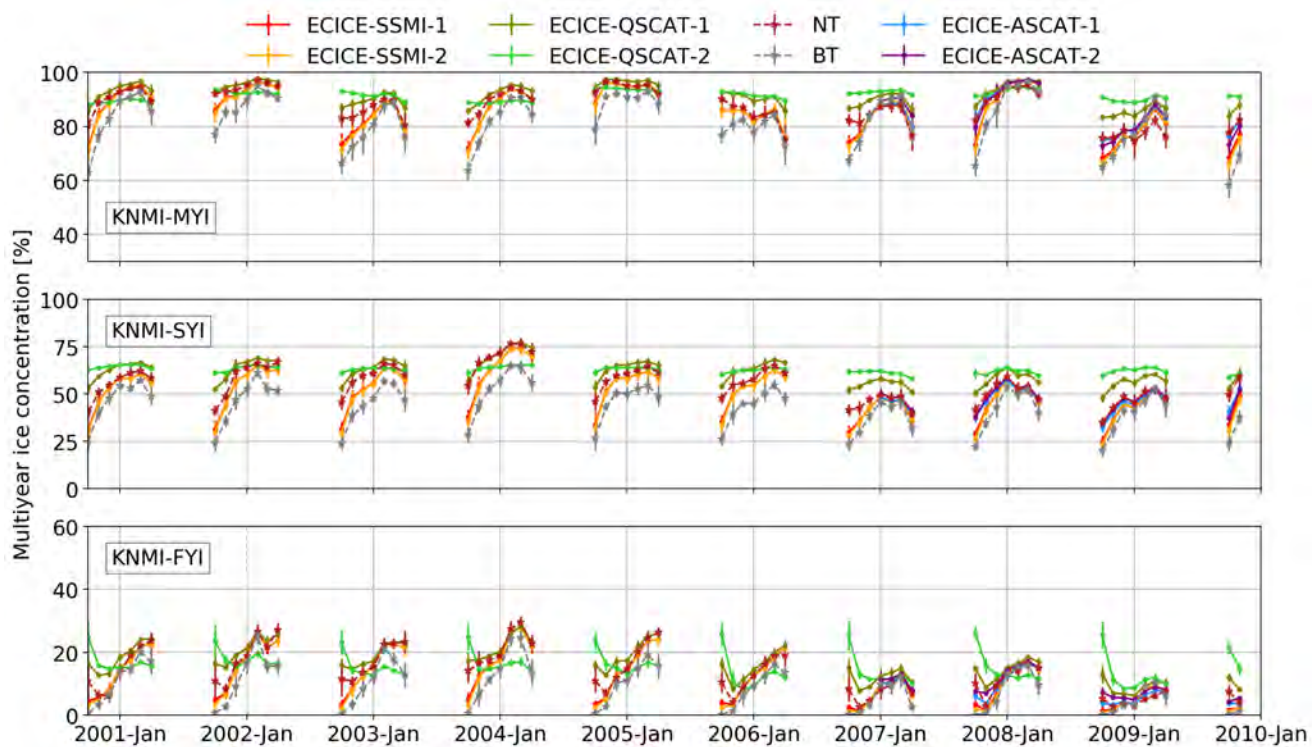 ECICE-SSMI-1 ECICE-QSCAT-1 NT ECICE-ASCAT-1
ECICE-SSMI-2 ECICE-QSCAT-2 BT ECICE-ASCAT-2
Multiyear ice concentration [%]
100
80
60
40
KNMI-MYI
100
75
50
25
0
KNMI-SYI
60
40
20
0
KNMI-FYI
2001-Jan 2002-Jan 2003-Jan 2004-Jan 2005-Jan 2006-Jan 2007-Jan 2008-Jan 2009-Jan 2010-Jan